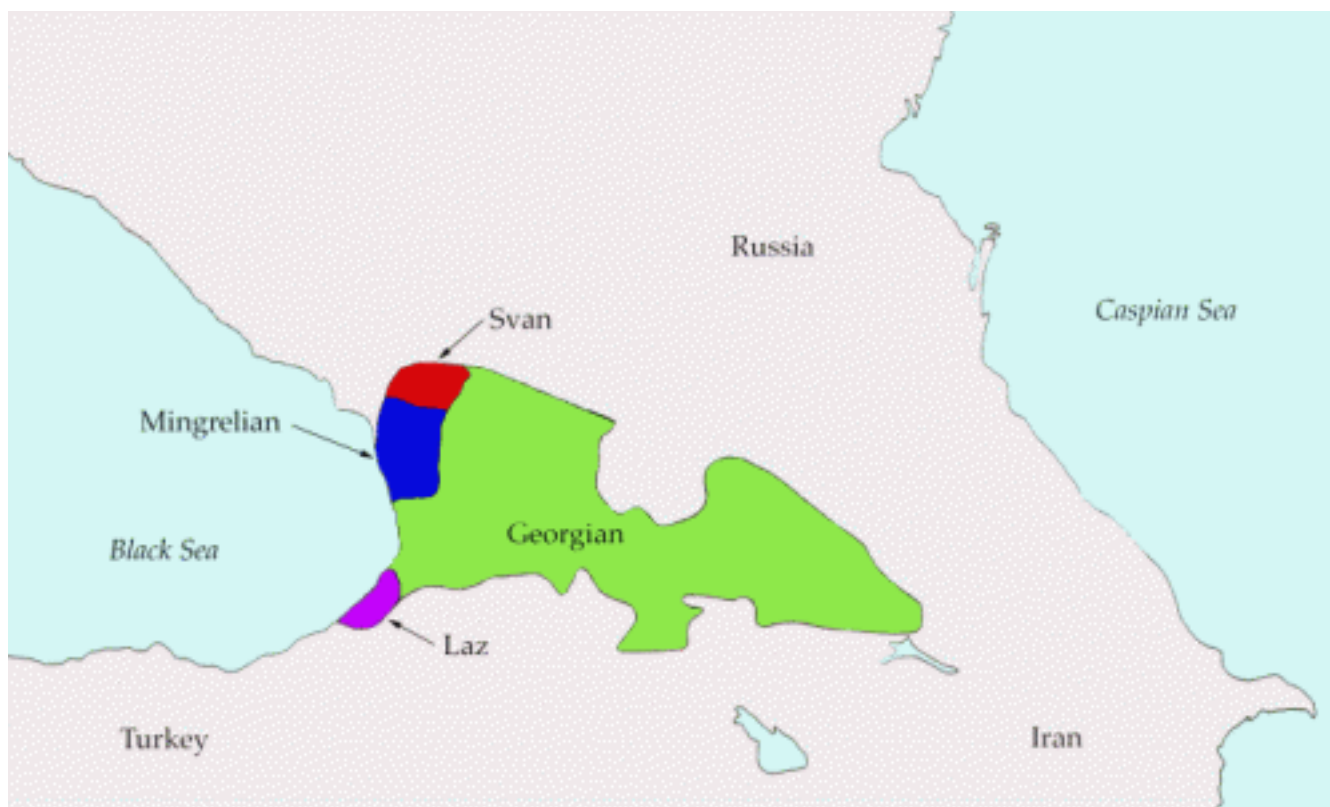 Russia
Caspian Sea
Svan
Mingrelian
Georgian
Black Sea
Laz
Turkey
Iran